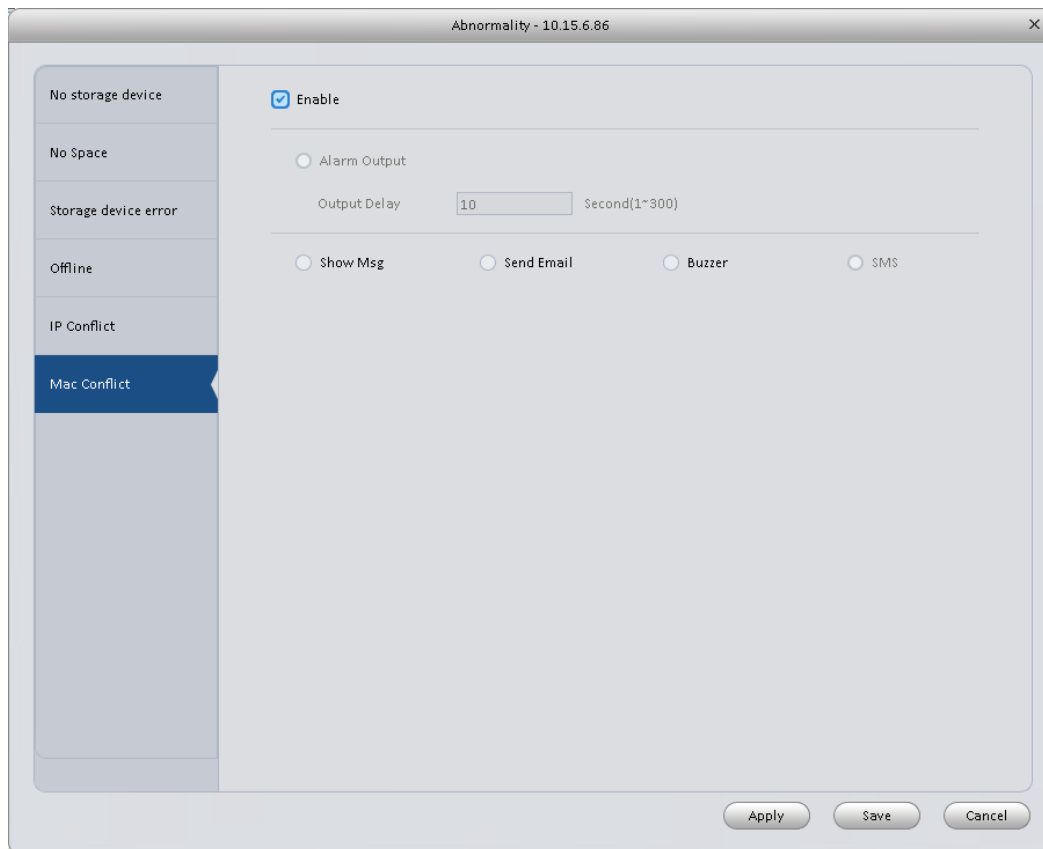 Abnormality - 10.15.6.86
No storage device
No Space
Storage device error
Offline
IP Conflict
Mac Conflict
Enable
Alarm Output
Output Delay 10 Second(1~300)
Show Msg Send Email Buzzer SMS
Apply Save Cancel